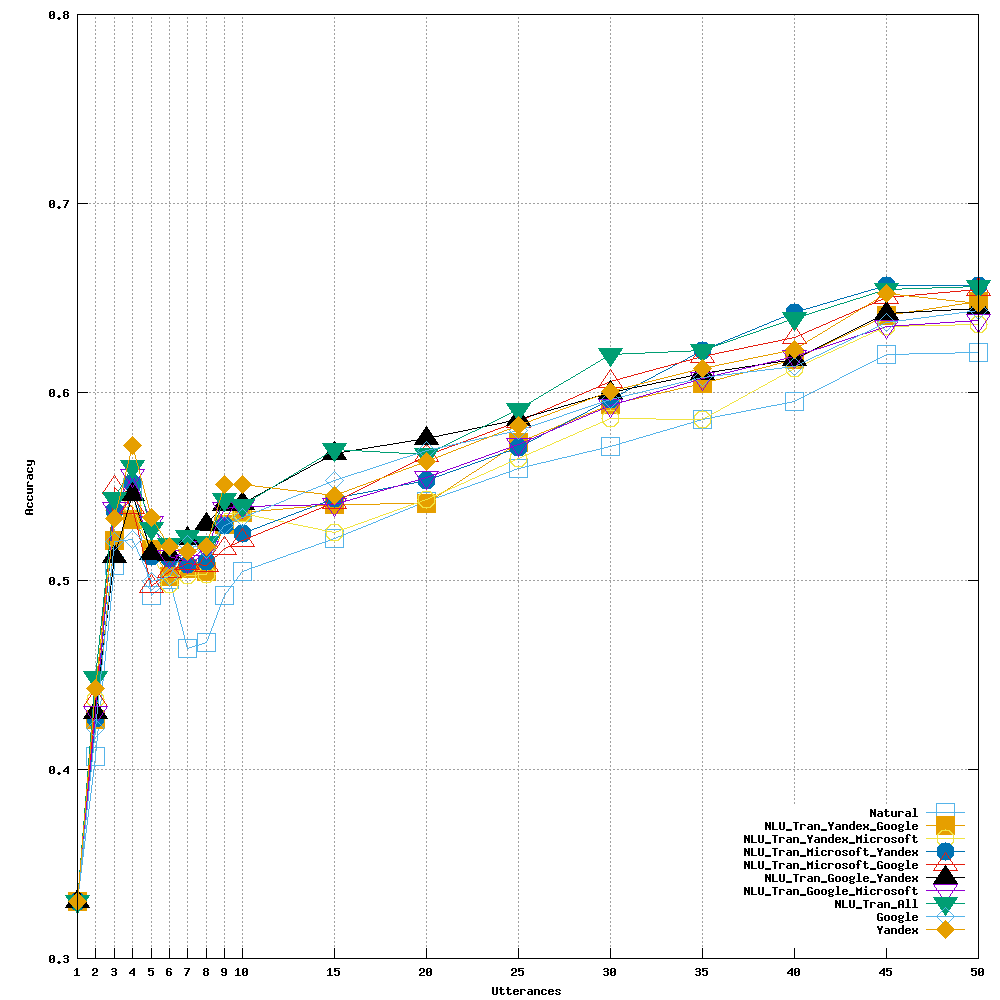 0.8
0.7
0.6
0.5
0.4
0.3
Accuracy
Natural
NLU_Tran_Yandex_Google
NLU_Tran_Yandex_Microsoft
NLU_Tran_Microsoft_Yandex
NLU_Tran_Microsoft_Google
NLU_Tran_Google_Yandex
NLU_Tran_Google_Microsoft
NLU_Tran_All
Google
Yandex
1 2 3 4 5 6 7 8 9 10 15 20 25 30 35 40 45 50
Utterances